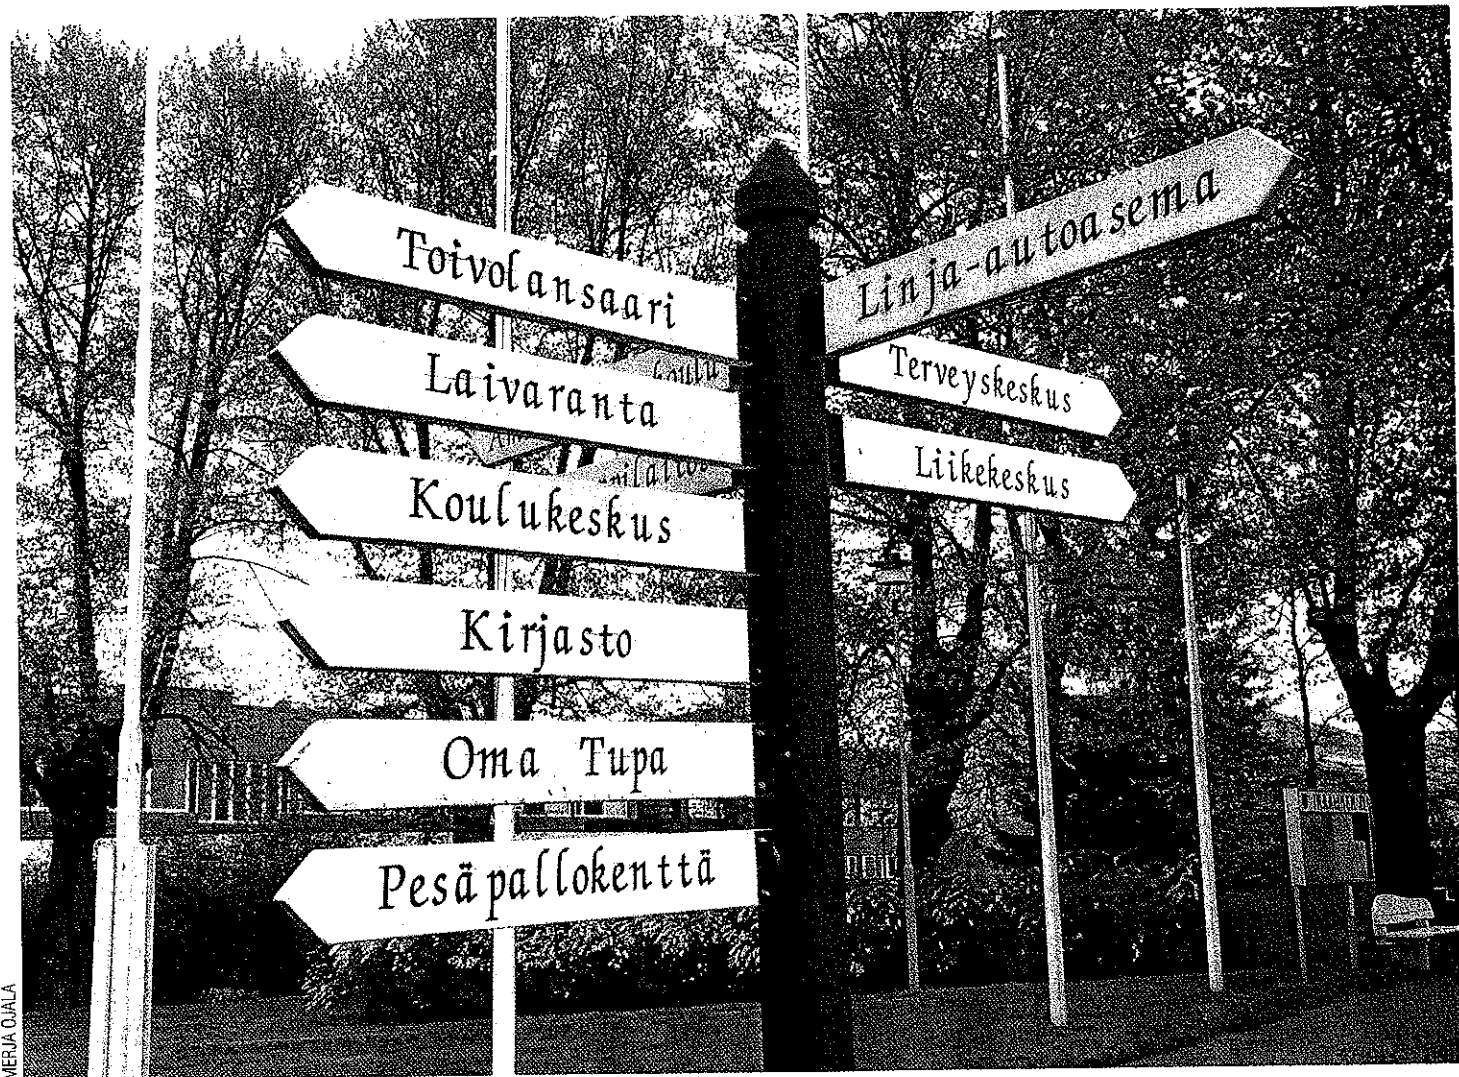 Toivolansaari
Laivaranta
Koulukeskus
Kirjasto
Oma Tupa
Pesäpallokenttä
Linja-autoasema
Terveyskeskus
Liikekeskus
MERJA OJALA